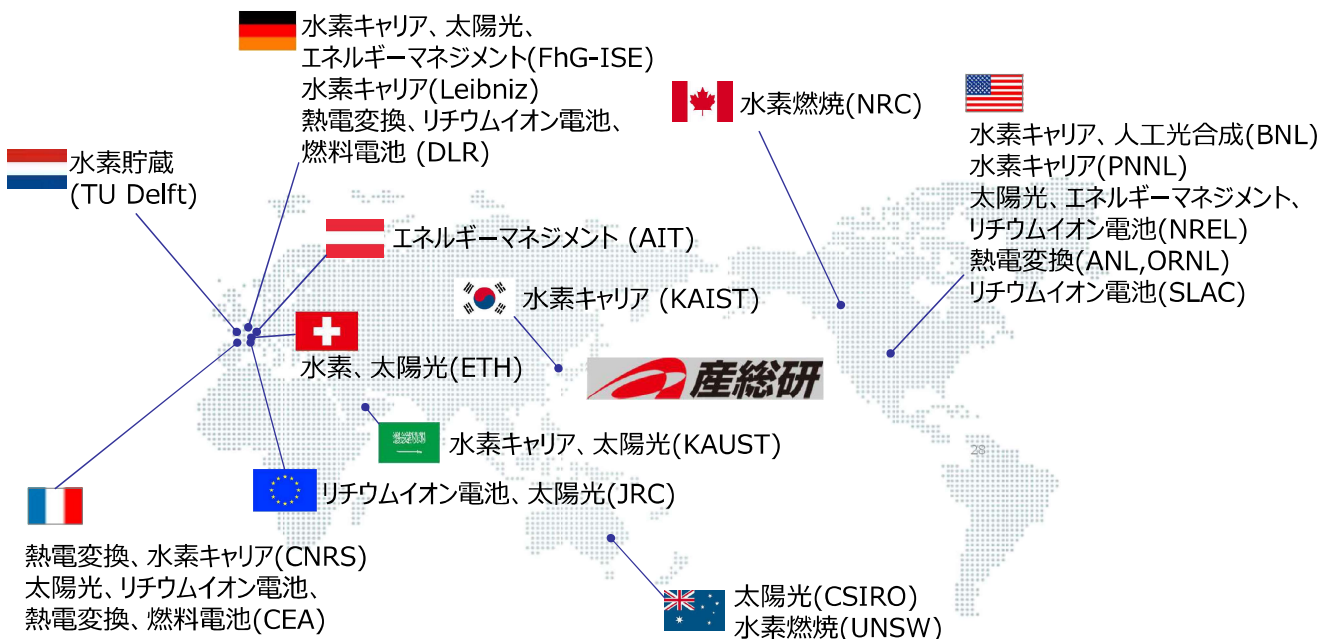 水素キャリア、太陽光、
エネルギーマネジメント(FhG-ISE)
水素キャリア(Leibniz)
熱電変換、リチウムイオン電池、
燃料電池 (DLR)
水素燃焼(NRC)
水素キャリア、人工光合成(BNL)
水素キャリア(PNNL)
太陽光、エネルギーマネジメント、
リチウムイオン電池(NREL)
熱電変換(ANL,ORNL)
リチウムイオン電池(SLAC)
水素貯蔵
(TU Delft)
エネルギーマネジメント (AIT)
水素キャリア (KAIST)
水素、太陽光(ETH)
産総研
水素キャリア、太陽光(KAUST)
28
リチウムイオン電池、太陽光(JRC)
熱電変換、水素キャリア(CNRS)
太陽光、リチウムイオン電池、
熱電変換、燃料電池(CEA)
太陽光(CSIRO)
水素燃焼(UNSW)